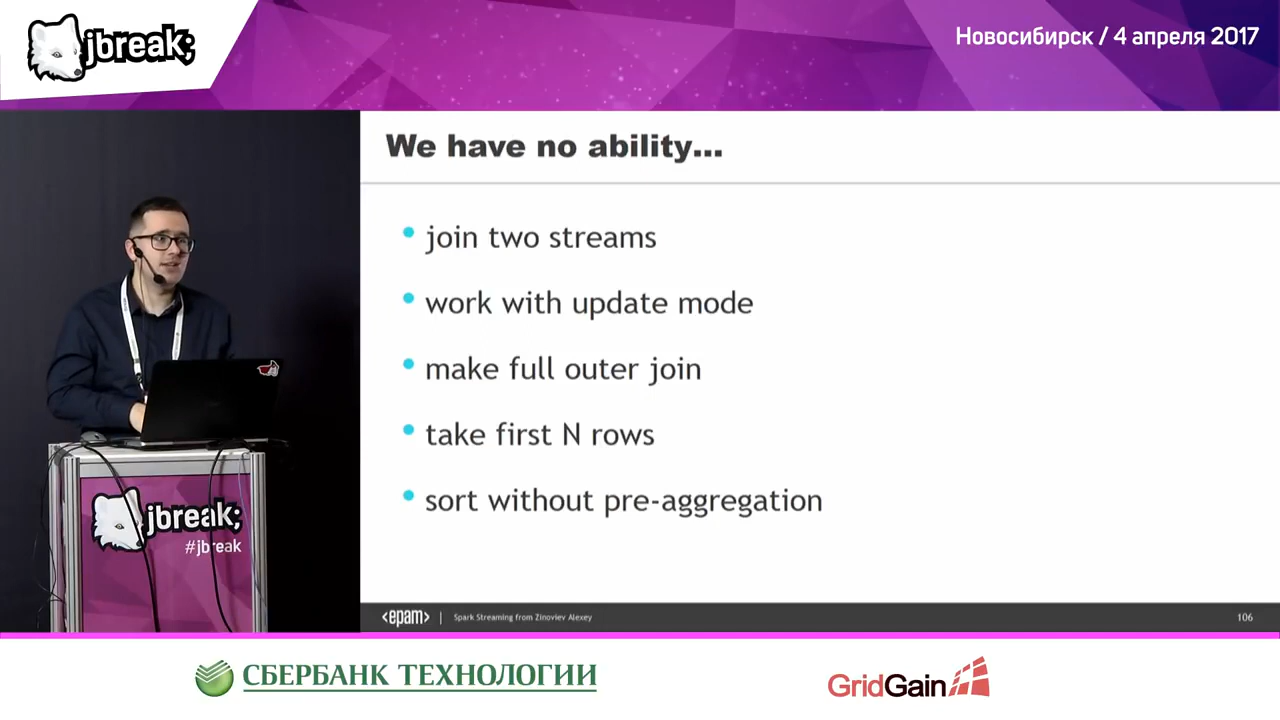 jbreak;
Новосибирск / 4 апреля 2017
We have no ability...
join two streams
work with update mode
make full outer join
take first N rows
sort without pre-aggregation
jbreak;
#jbreak
<epam> | Spark Streaming from Zinoviev Alexey
106
СБЕРБАНК ТЕХНОЛОГИИ
GridGain